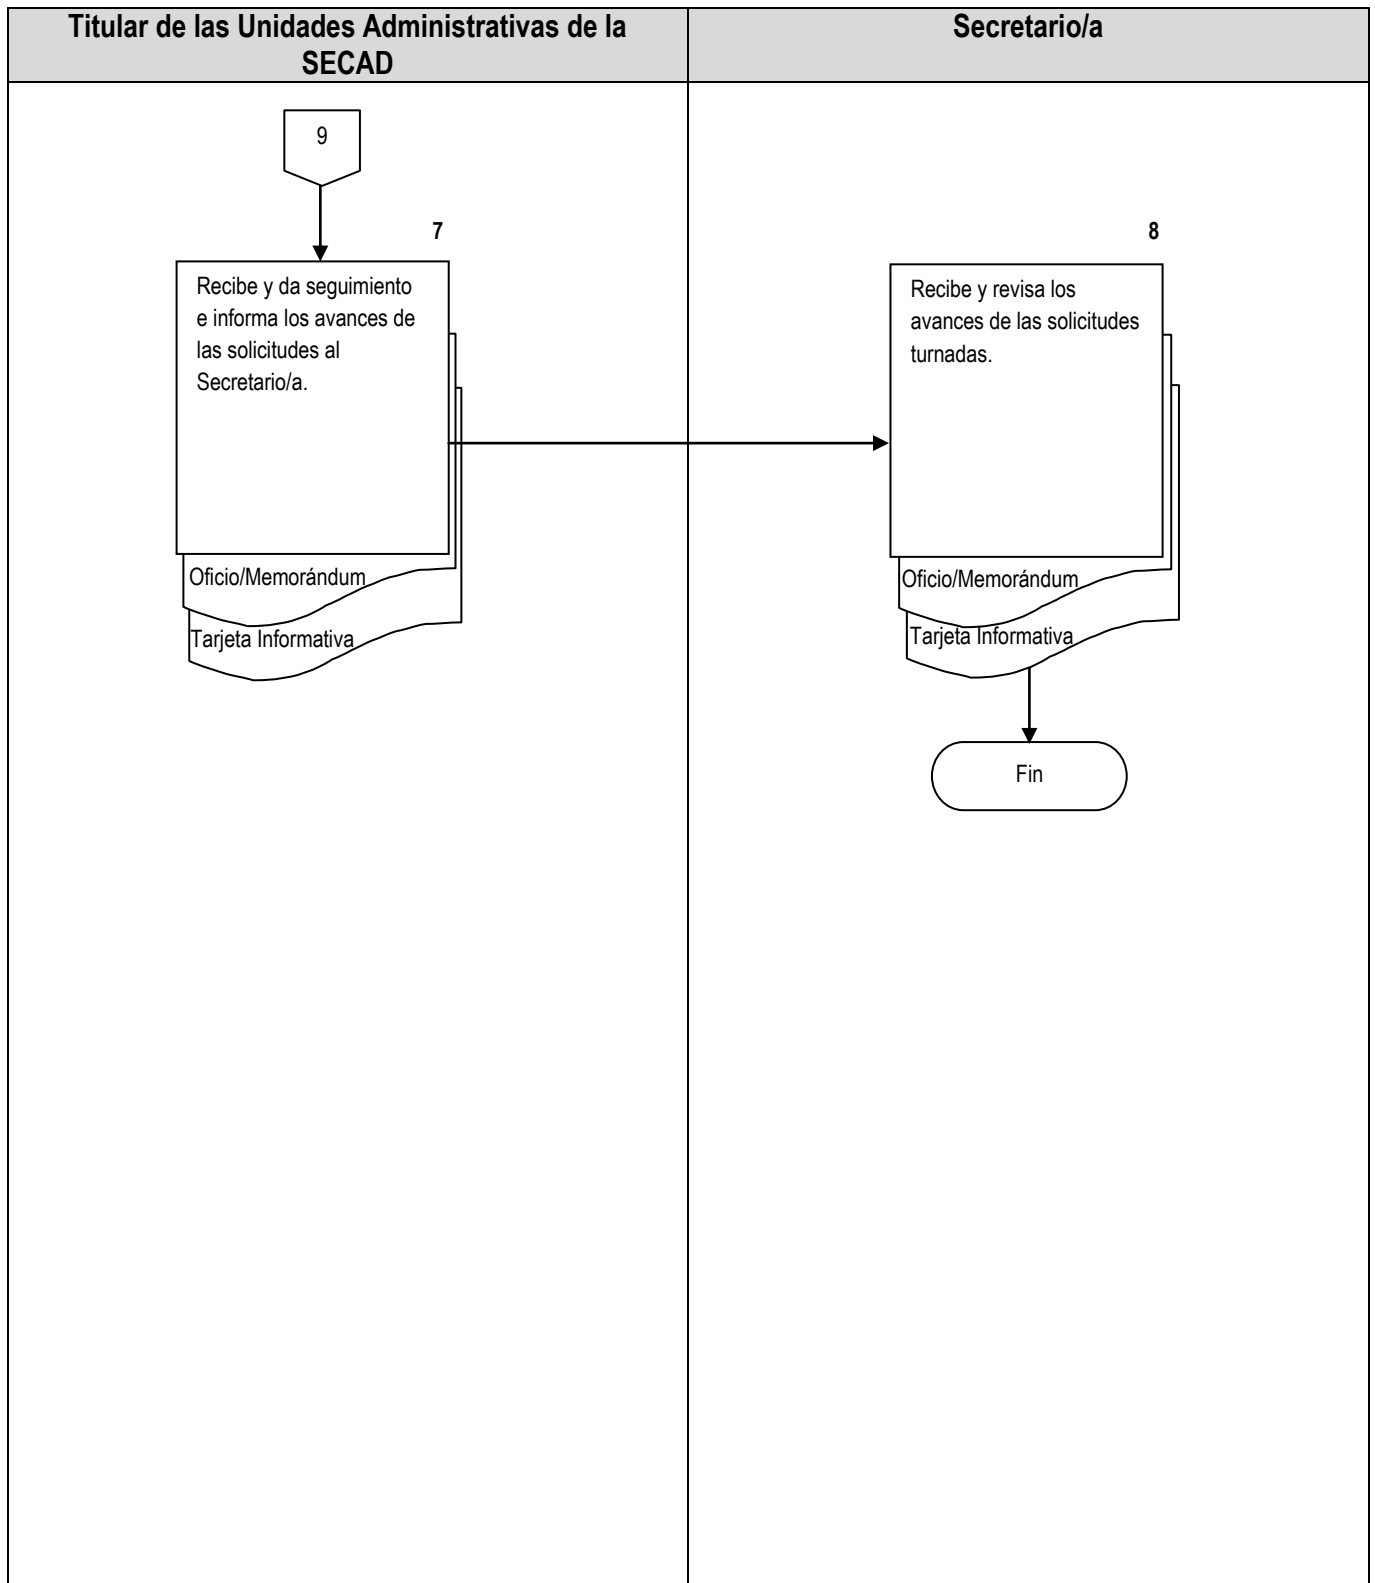 Titular de las Unidades Administrativas de la
SECAD
Secretario/a
9
7
Recibe y da seguimiento
e informa los avances de
las solicitudes al
Secretario/a.
Oficio/Memorándum
Tarjeta Informativa
8
Recibe y revisa los
avances de las solicitudes
turnadas.
Oficio/Memorándum
Tarjeta Informativa
Fin